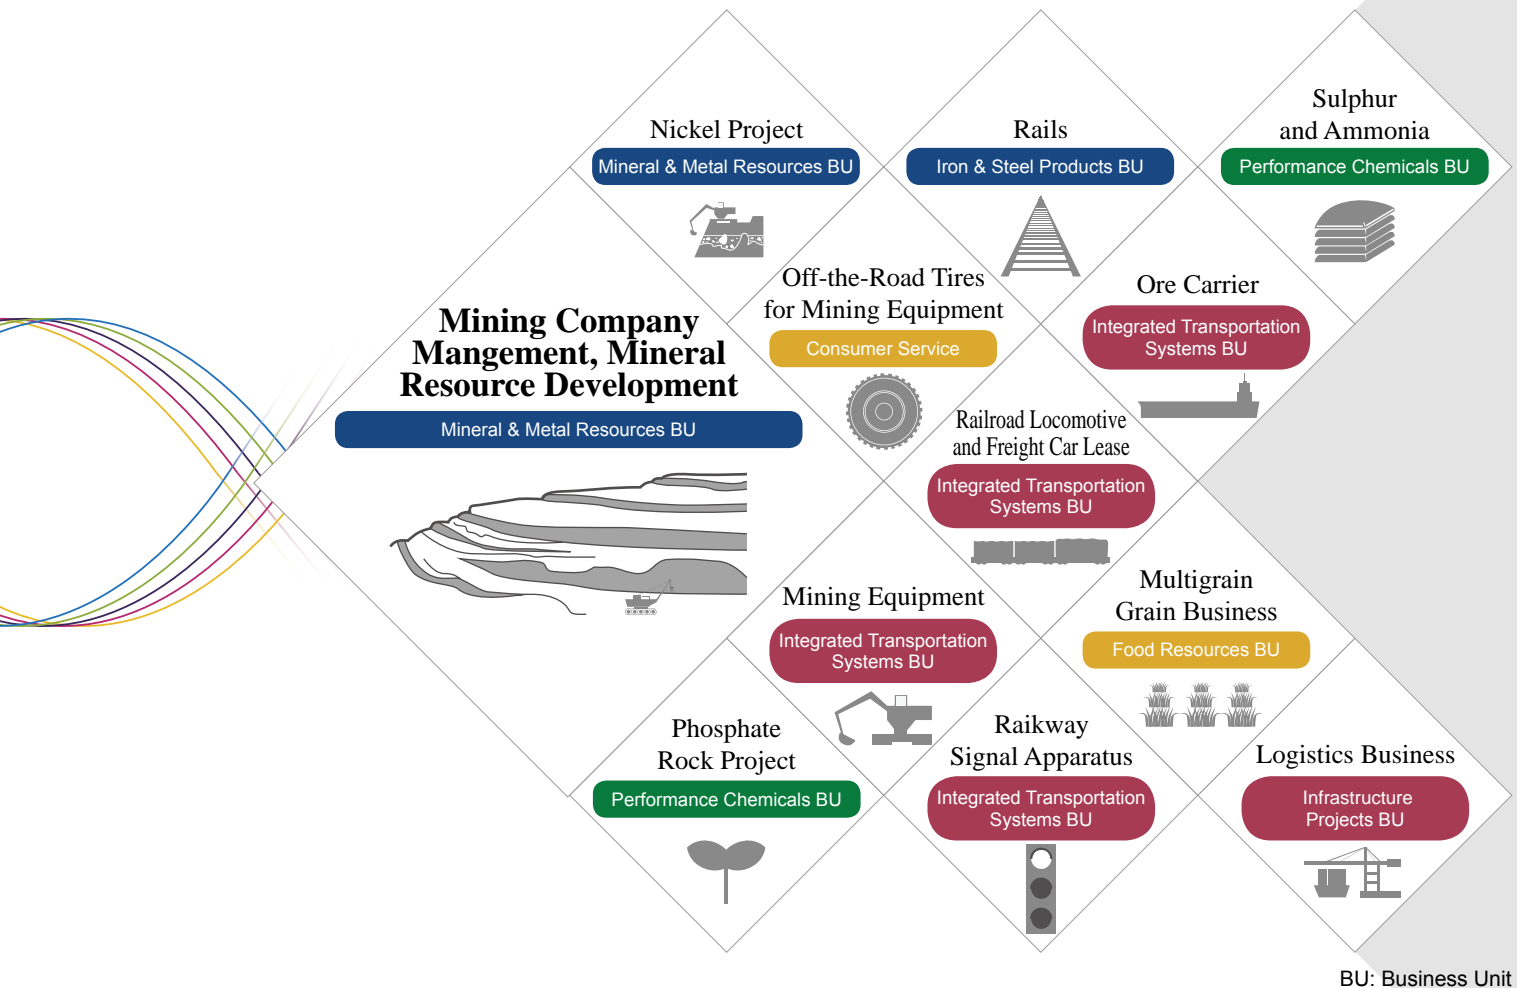 Nickel Project
Mineral & Metal Resources BU
Rails
Iron & Steel Products BU
Sulphur
and Ammonia
Performance Chemicals BU
Off-the-Road Tires
for Mining Equipment
Consumer Service
Ore Carrier
Integrated Transportation
Systems BU
Mining Company
Mangement, Mineral
Resource Development
Mineral & Metal Resources BU
Railroad Locomotive
and Freight Car Lease
Integrated Transportation
Systems BU
Mining Equipment
Integrated Transportation
Systems BU
Multigrain
Grain Business
Food Resources BU
Phosphate
Rock Project
Performance Chemicals BU
Raikway
Signal Apparatus
Integrated Transportation
Systems BU
Logistics Business
Infrastructure
Projects BU
BU: Business Unit